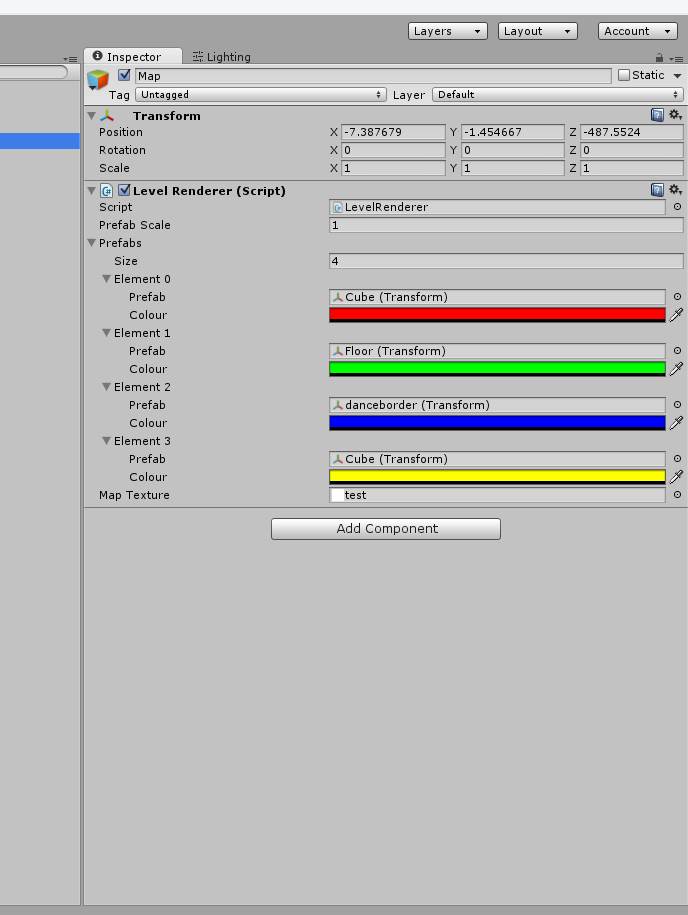 Layers Layout Account
Inspector Lighting
Map Static
Tag Untagged Layer Default
Transform
Position X -7.387679 Y -1.454667 Z -487.5524
Rotation X 0 Y 0 Z 0
Scale X 1 Y 1 Z 1
Level Renderer (Script)
Script LevelRenderer
Prefab Scale 1
Prefabs
Size 4
Element 0
Prefab Cube (Transform)
Colour
Element 1
Prefab Floor (Transform)
Colour
Element 2
Prefab danceborder (Transform)
Colour
Element 3
Prefab Cube (Transform)
Colour
Map Texture test
Add Component